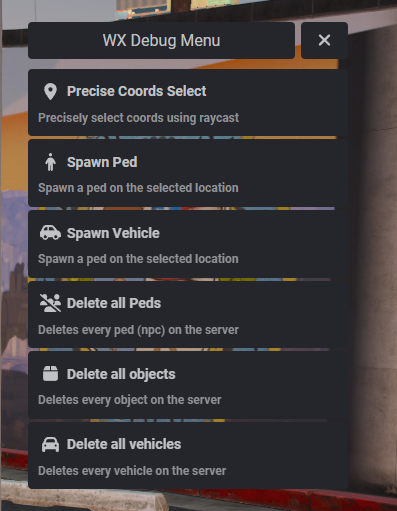 WX Debug Menu
Precise Coords Select
Precisely select coords using raycast
Spawn Ped
Spawn a ped on the selected location
Spawn Vehicle
Spawn a ped on the selected location
Delete all Peds
Deletes every ped (npc) on the server
Delete all objects
Deletes every object on the server
Delete all vehicles
Deletes every vehicle on the server